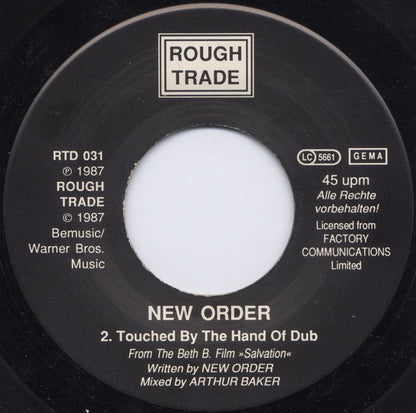 ROUGH
TRADE
RTD 031
℗ 1987
ROUGH
TRADE
© 1987
Bemusic/
Warner Bros.
Music
LC 5661 GEMA
45 upm
Alle Rechte
vorbehalten!
Licensed from
FACTORY
COMMUNICATIONS
Limited
NEW ORDER
2. Touched By The Hand Of Dub
From The Beth B. Film »Salvation«
Written by NEW ORDER
Mixed by ARTHUR BAKER